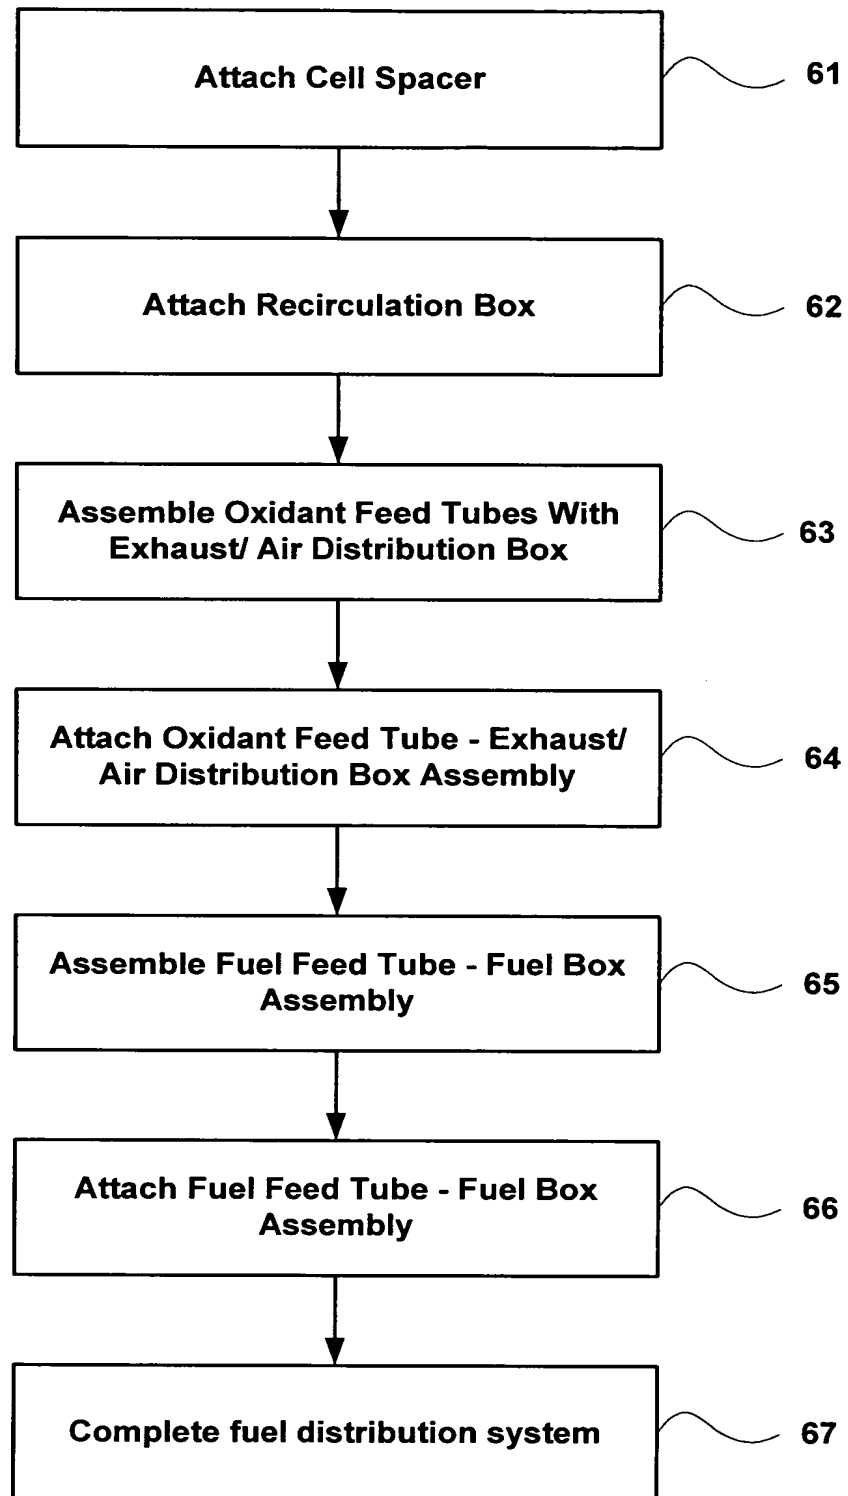 Attach Cell Spacer
61
Attach Recirculation Box
62
Assemble Oxidant Feed Tubes With
Exhaust/ Air Distribution Box
63
Attach Oxidant Feed Tube - Exhaust/
Air Distribution Box Assembly
64
Assemble Fuel Feed Tube - Fuel Box
Assembly
65
Attach Fuel Feed Tube - Fuel Box
Assembly
66
Complete fuel distribution system
67